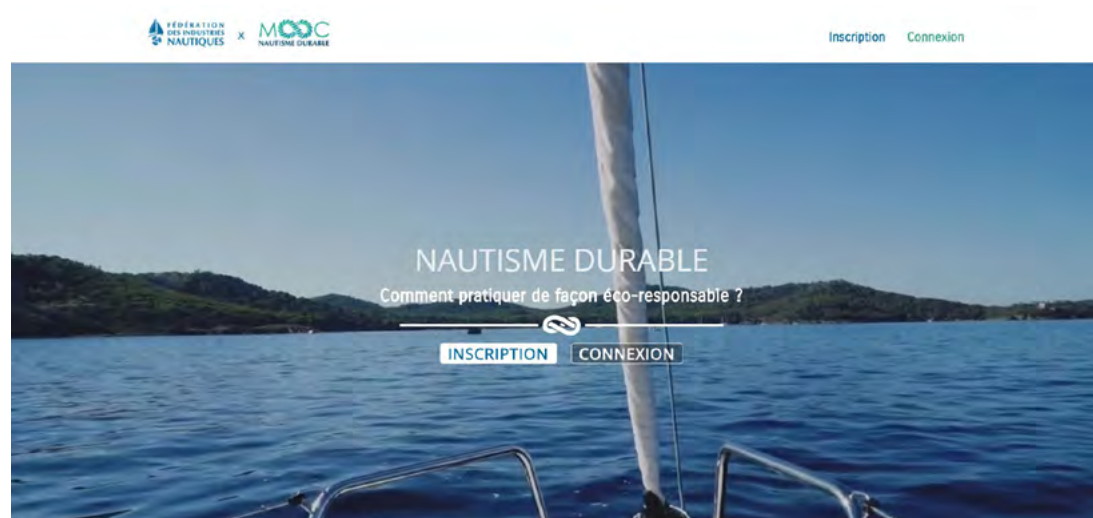 FÉDÉRATION
DES INDUSTRIES
NAUTIQUES
x
MOOC
NAUTISME DURABLE
Inscription
Connexion
NAUTISME DURABLE
Comment pratiquer de façon éco-responsable ?
INSCRIPTION
CONNEXION